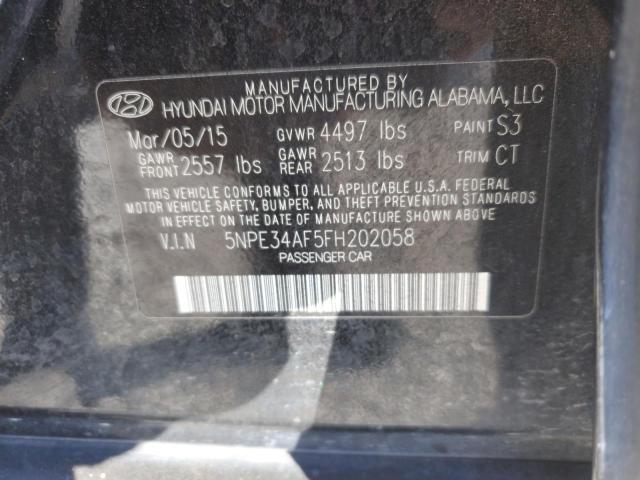 MANUFACTURED BY
HYUNDAI MOTOR MANUFACTURING ALABAMA, LLC
Mar/05/15 GVWR 4497 lbs PAINT S3
GAWR FRONT 2557 lbs GAWR REAR 2513 lbs TRIM CT
THIS VEHICLE CONFORMS TO ALL APPLICABLE U.S.A. FEDERAL
MOTOR VEHICLE SAFETY, BUMPER, AND THEFT PREVENTION STANDARDS
IN EFFECT ON THE DATE OF MANUFACTURE SHOWN ABOVE
V.I.N 5NPE34AF5FH202058
PASSENGER CAR